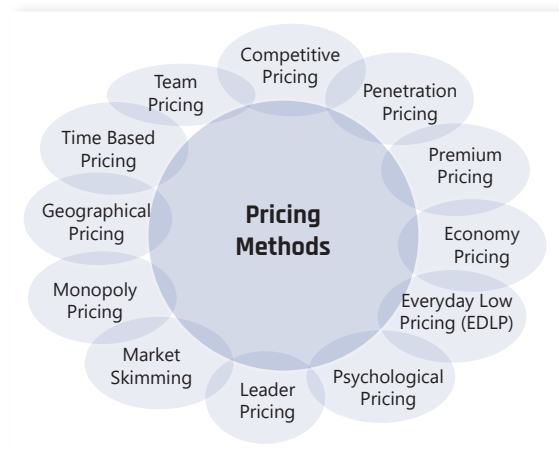 Competitive
Pricing
Penetration
Pricing
Premium
Pricing
Economy
Pricing
Everyday Low
Pricing (EDLP)
Psychological
Pricing
Leader
Pricing
Market
Skimming
Monopoly
Pricing
Geographical
Pricing
Time Based
Pricing
Team
Pricing
Pricing
Methods